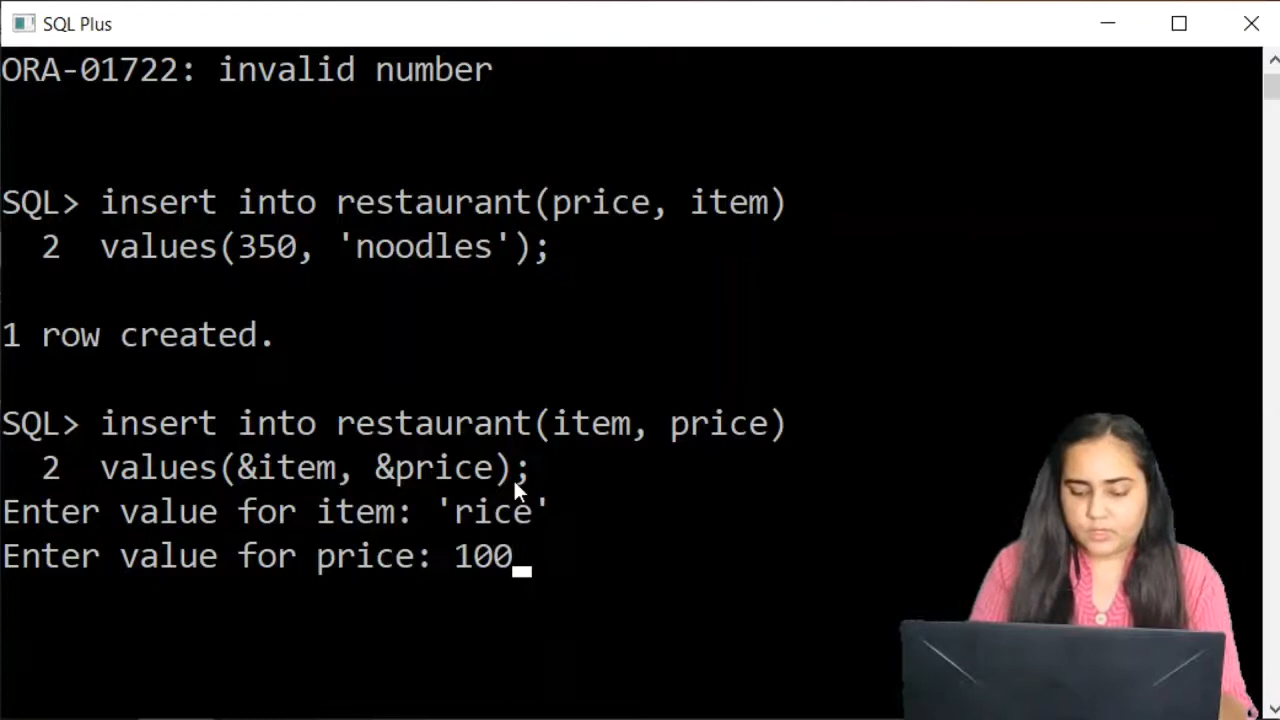 SQL Plus
ORA-01722: invalid number
SQL> insert into restaurant(price, item)
2 values(350, 'noodles');
1 row created.
SQL> insert into restaurant(item, price)
2 values(&item, &price);
Enter value for item: 'rice'
Enter value for price: 100